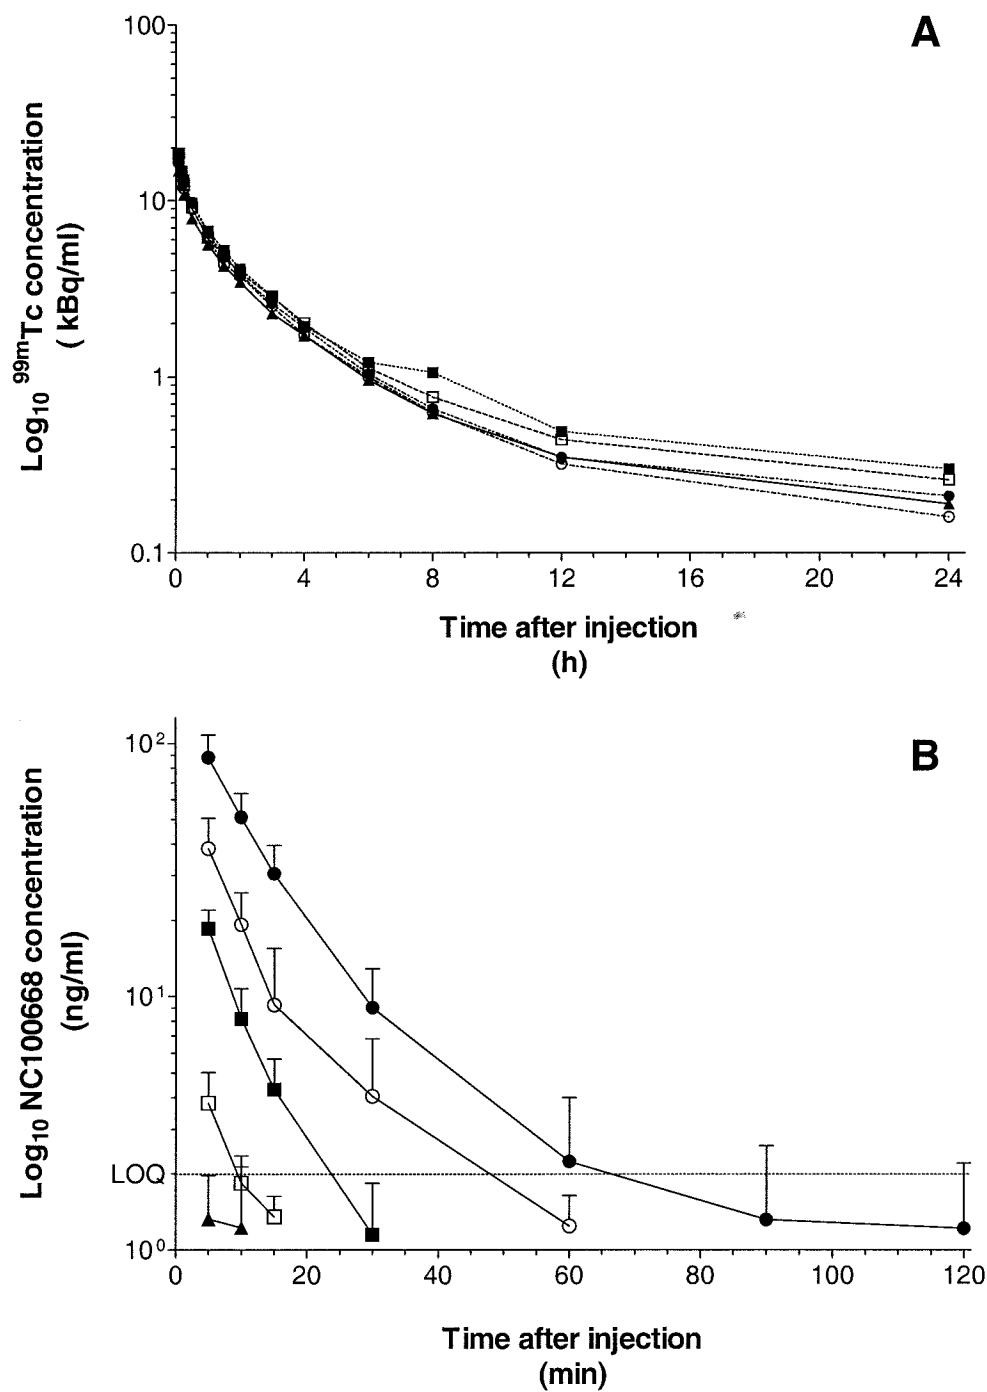 A
100
10
1
0.1
Log10 99mTc concentration
( kBq/ml)
0 4 8 12 16 20 24
Time after injection
(h)
B
10²
10¹
LOQ
10⁰
Log10 NC100668 concentration
(ng/ml)
0 20 40 60 80 100 120
Time after injection
(min)